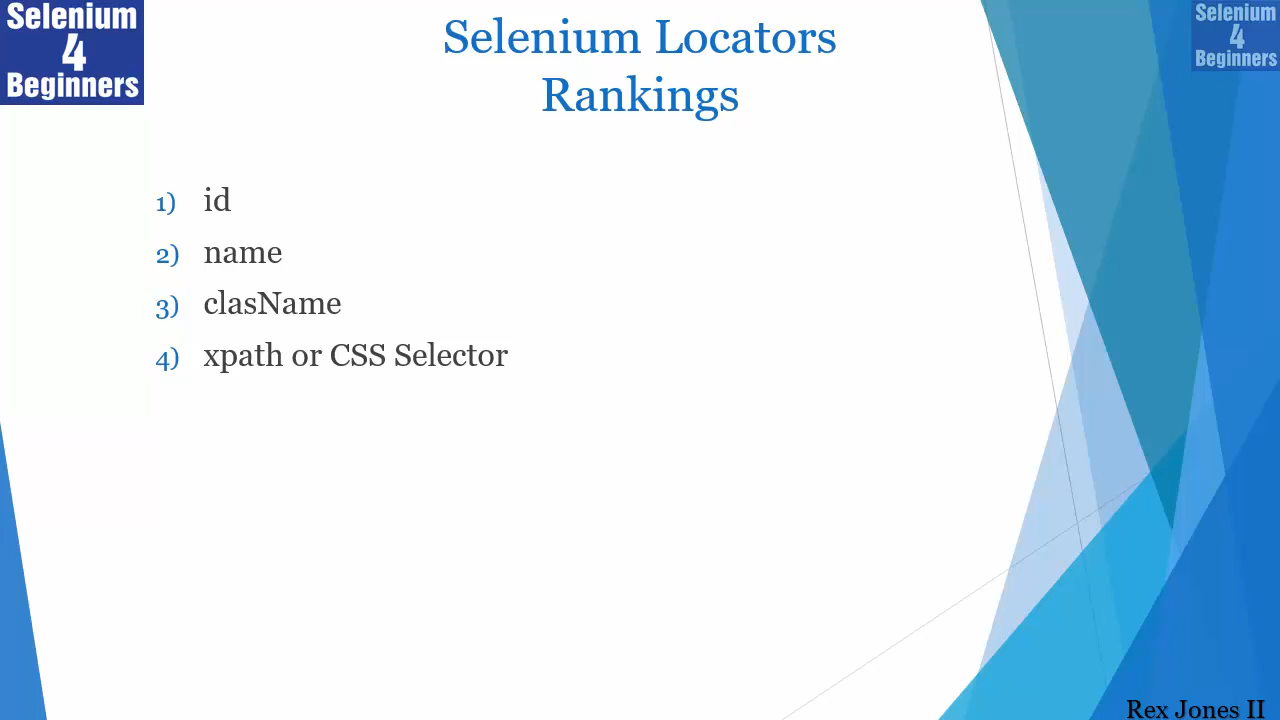 Selenium
4
Beginners
Selenium Locators
Rankings
Selenium
4
Beginners
1) id
2) name
3) clasName
4) xpath or CSS Selector
Rex Jones II